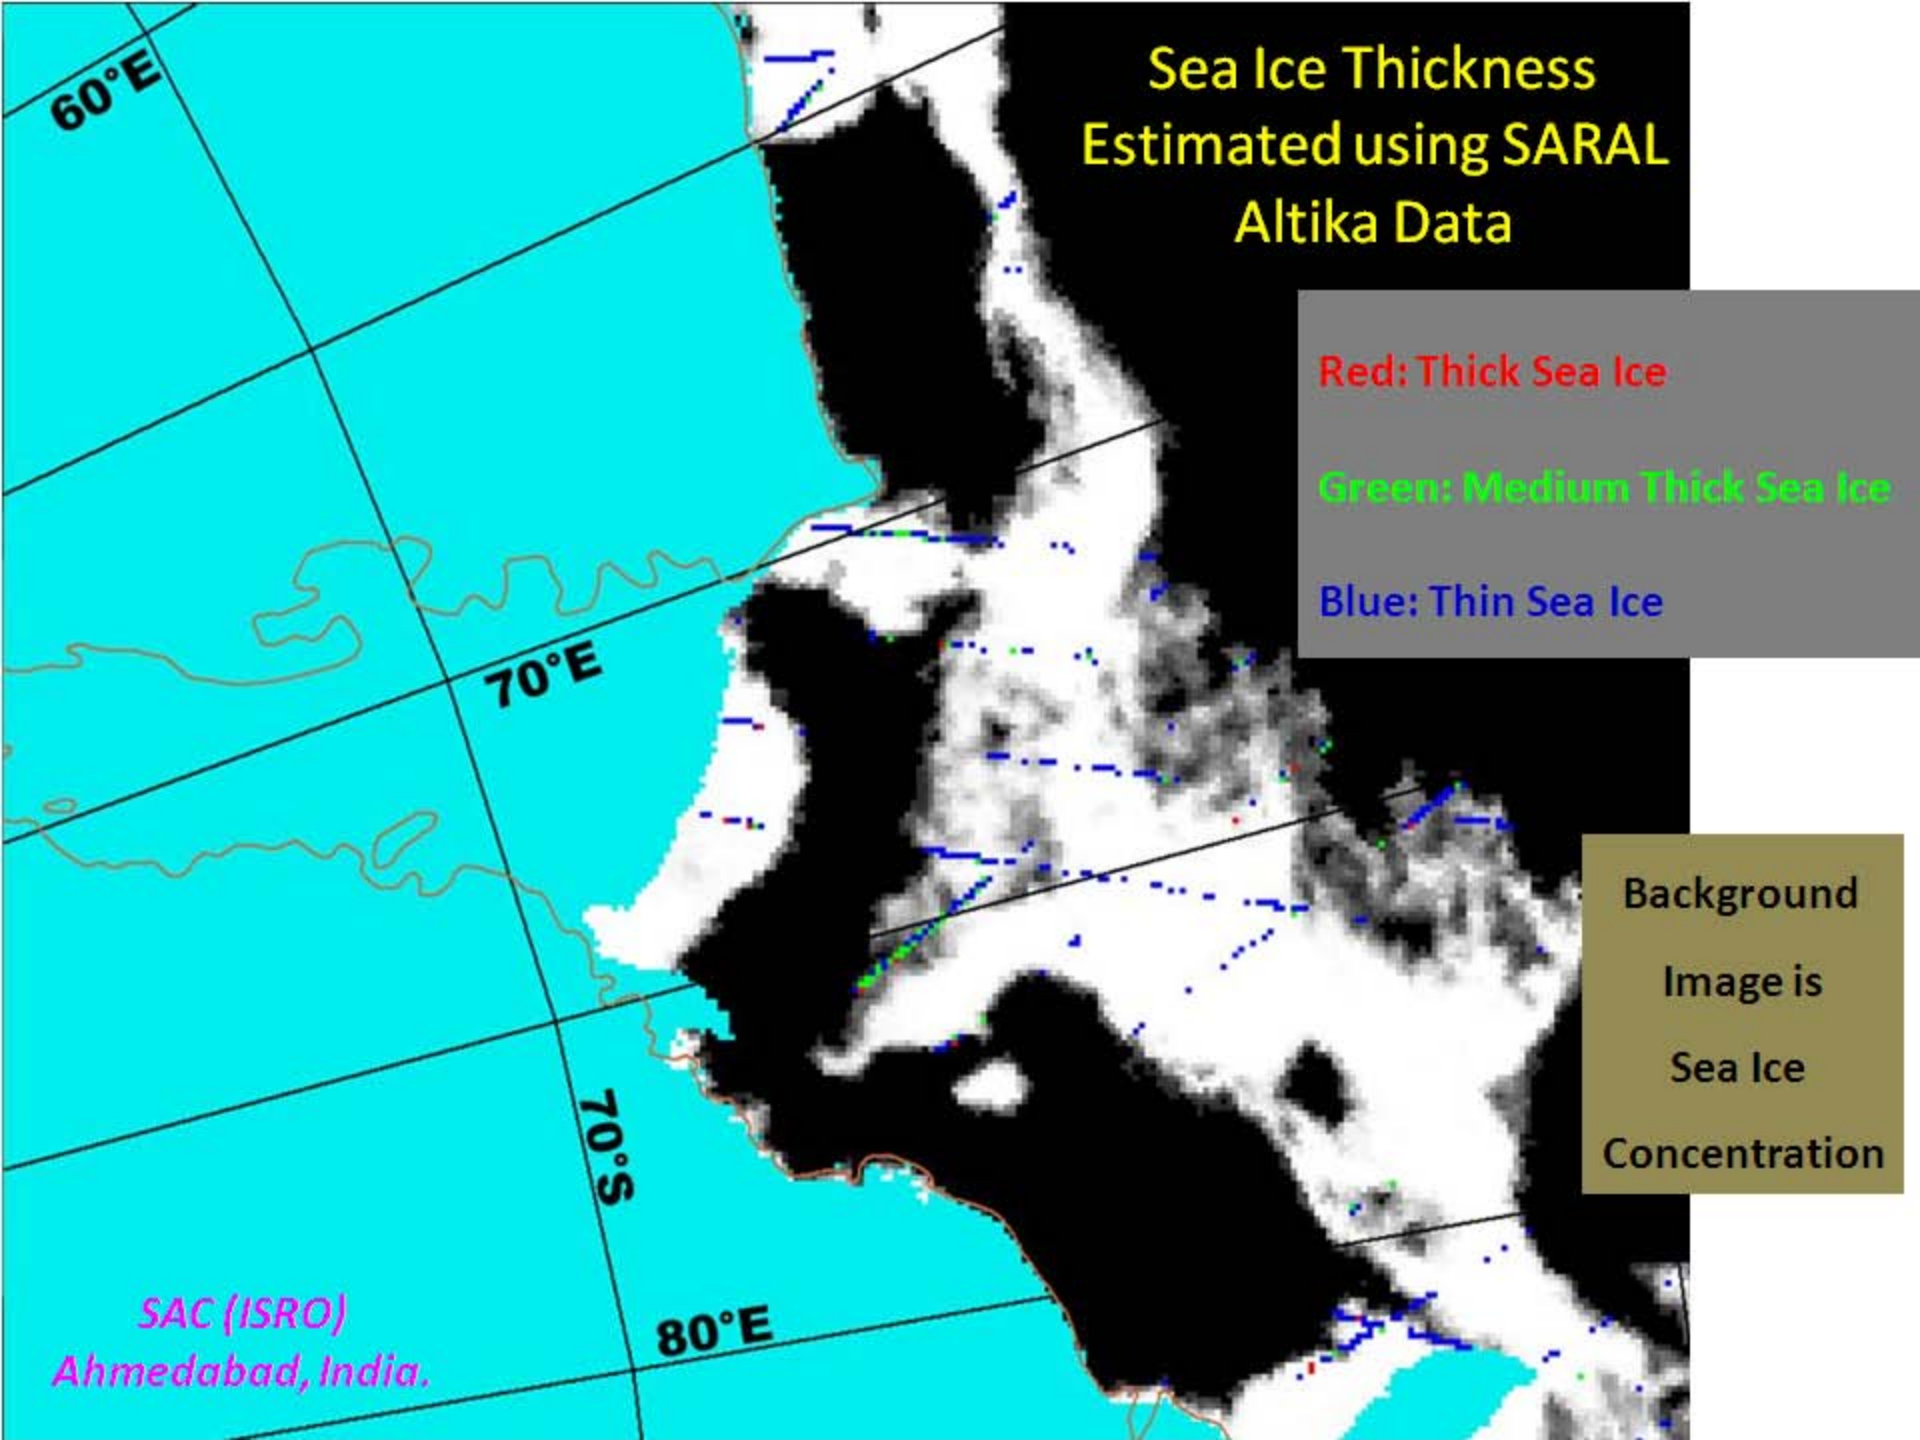 60°E
Sea Ice Thickness
Estimated using SARAL
Altika Data
Red: Thick Sea Ice
Green: Medium Thick Sea Ice
Blue: Thin Sea Ice
70°E
Background
Image is
Sea Ice
Concentration
70°S
80°E
SAC (ISRO)
Ahmedabad, India.